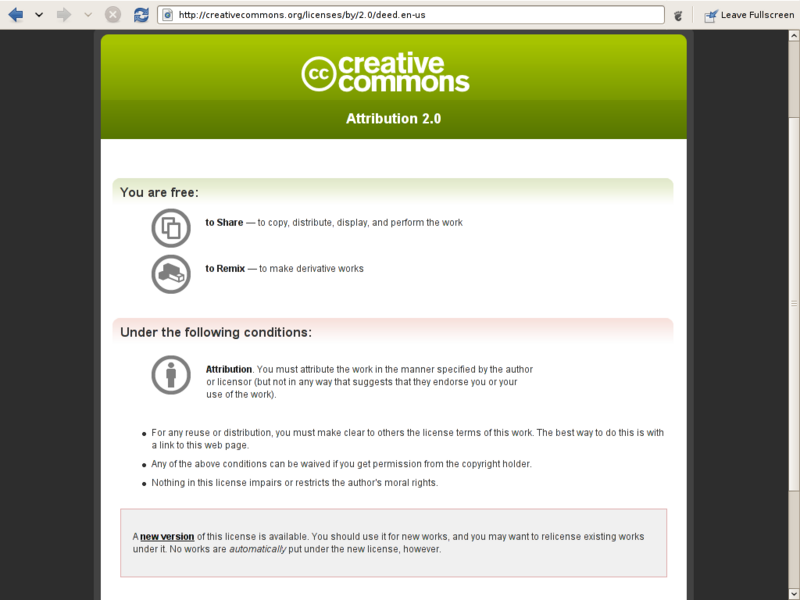 http://creativecommons.org/licenses/by/2.0/deed.en-us
Leave Fullscreen
cc creative
commons
Attribution 2.0
You are free:
to Share — to copy, distribute, display, and perform the work
to Remix — to make derivative works
Under the following conditions:
Attribution. You must attribute the work in the manner specified by the author
or licensor (but not in any way that suggests that they endorse you or your
use of the work).
• For any reuse or distribution, you must make clear to others the license terms of this work. The best way to do this is with
a link to this web page.
• Any of the above conditions can be waived if you get permission from the copyright holder.
• Nothing in this license impairs or restricts the author's moral rights.
A new version of this license is available. You should use it for new works, and you may want to relicense existing works
under it. No works are automatically put under the new license, however.